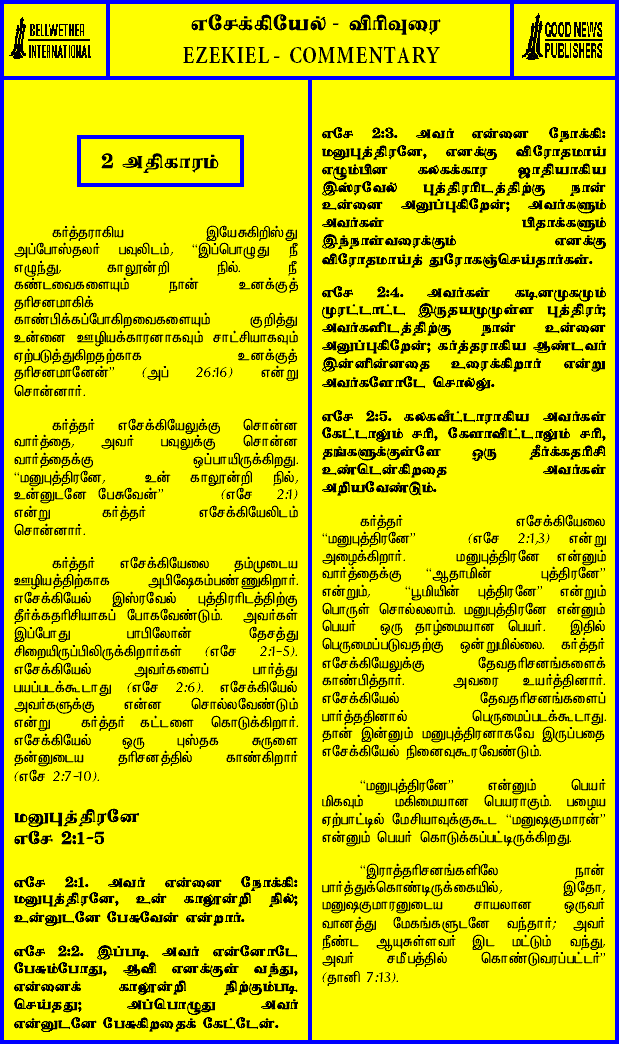 BELLWETHER
INTERNATIONAL
எசேக்கியேல் - விரிவுரை
EZEKIEL - COMMENTARY
GOOD NEWS
PUBLISHERS
2 அதிகாரம்
கர்த்தராகிய இயேசுகிறிஸ்து
அப்போஸ்தலர் பவுலிடம், “இப்பொழுது நீ
எழுந்து, காலூன்றி நில். நீ
கண்டவைகளையும் நான் உனக்குத்
தரிசனமாகிக்
காண்பிக்கப்போகிறவைகளையும் குறித்து
உன்னை ஊழியக்காரனாகவும் சாட்சியாகவும்
ஏற்படுத்துகிறதற்காக உனக்குத்
தரிசனமானேன்” (அப் 26:16) என்று
சொன்னார்.
கர்த்தர் எசேக்கியேலுக்கு சொன்ன
வார்த்தை, அவர் பவுலுக்கு சொன்ன
வார்த்தைக்கு ஒப்பாயிருக்கிறது.
“மனுபுத்திரனே, உன் காலூன்றி நில்,
உன்னுடனே பேசுவேன்” (எசே 2:1)
என்று கர்த்தர் எசேக்கியேலிடம்
சொன்னார்.
கர்த்தர் எசேக்கியேலை தம்முடைய
ஊழியத்திற்காக அபிஷேகம்பண்ணுகிறார்.
எசேக்கியேல் இஸ்ரவேல் புத்திரரிடத்திற்கு
தீர்க்கதரிசியாகப் போகவேண்டும். அவர்கள்
இப்போது பாபிலோன் தேசத்து
சிறையிருப்பிலிருக்கிறார்கள் (எசே 2:1-5).
எசேக்கியேல் அவர்களைப் பார்த்து
பயப்படக்கூடாது (எசே 2:6). எசேக்கியேல்
அவர்களுக்கு என்ன சொல்லவேண்டும்
என்று கர்த்தர் கட்டளை கொடுக்கிறார்.
எசேக்கியேல் ஒரு புஸ்தக சுருளை
தன்னுடைய தரிசனத்தில் காண்கிறார்
(எசே 2:7-10).
மனுபுத்திரனே
எசே 2:1-5
எசே 2:1. அவர் என்னை நோக்கி:
மனுபுத்திரனே, உன் காலூன்றி நில்;
உன்னுடனே பேசுவேன் என்றார்.
எசே 2:2. இப்படி அவர் என்னோடே
பேசும்போது, ஆவி எனக்குள் வந்து,
என்னைக் காலூன்றி நிற்கும்படி
செய்தது; அப்பொழுது அவர்
என்னுடனே பேசுகிறதைக் கேட்டேன்.
எசே 2:3. அவர் என்னை நோக்கி:
மனுபுத்திரனே, எனக்கு விரோதமாய்
எழும்பின கலகக்கார ஜாதியாகிய
இஸ்ரவேல் புத்திரரிடத்திற்கு நான்
உன்னை அனுப்புகிறேன்; அவர்களும்
அவர்கள் பிதாக்களும்
இந்நாள்வரைக்கும் எனக்கு
விரோதமாய்த் துரோகஞ்செய்தார்கள்.
எசே 2:4. அவர்கள் கடினமுகமும்
முரட்டாட்ட இருதயமுமுள்ள புத்திரர்;
அவர்களிடத்திற்கு நான் உன்னை
அனுப்புகிறேன்; கர்த்தராகிய ஆண்டவர்
இன்னின்னதை உரைக்கிறார் என்று
அவர்களோடே சொல்லு.
எசே 2:5. கலகவீட்டாராகிய அவர்கள்
கேட்டாலும் சரி, கேளாவிட்டாலும் சரி,
தங்களுக்குள்ளே ஒரு தீர்க்கதரிசி
உண்டென்கிறதை அவர்கள்
அறியவேண்டும்.
கர்த்தர் எசேக்கியேலை
“மனுபுத்திரனே” (எசே 2:1,3) என்று
அழைக்கிறார். மனுபுத்திரனே என்னும்
வார்த்தைக்கு “ஆதாமின் புத்திரனே”
என்றும், “பூமியின் புத்திரனே” என்றும்
பொருள் சொல்லலாம். மனுபுத்திரனே என்னும்
பெயர் ஒரு தாழ்மையான பெயர். இதில்
பெருமைப்படுவதற்கு ஒன்றுமில்லை. கர்த்தர்
எசேக்கியேலுக்கு தேவதரிசனங்களைக்
காண்பித்தார். அவரை உயர்த்தினார்.
எசேக்கியேல் தேவதரிசனங்களைப்
பார்த்ததினால் பெருமைப்படக்கூடாது.
தான் இன்னும் மனுபுத்திரனாகவே இருப்பதை
எசேக்கியேல் நினைவுகூரவேண்டும்.
“மனுபுத்திரனே” என்னும் பெயர்
மிகவும் மகிமையான பெயராகும். பழைய
ஏற்பாட்டில் மேசியாவுக்குகூட “மனுஷகுமாரன்”
என்னும் பெயர் கொடுக்கப்பட்டிருக்கிறது.
“இராத்தரிசனங்களிலே நான்
பார்த்துக்கொண்டிருக்கையில், இதோ,
மனுஷகுமாரனுடைய சாயலான ஒருவர்
வானத்து மேகங்களுடனே வந்தார்; அவர்
நீண்ட ஆயுசுள்ளவர் இட மட்டும் வந்து,
அவர் சமீபத்தில் கொண்டுவரப்பட்டர்”
(தானி 7:13).